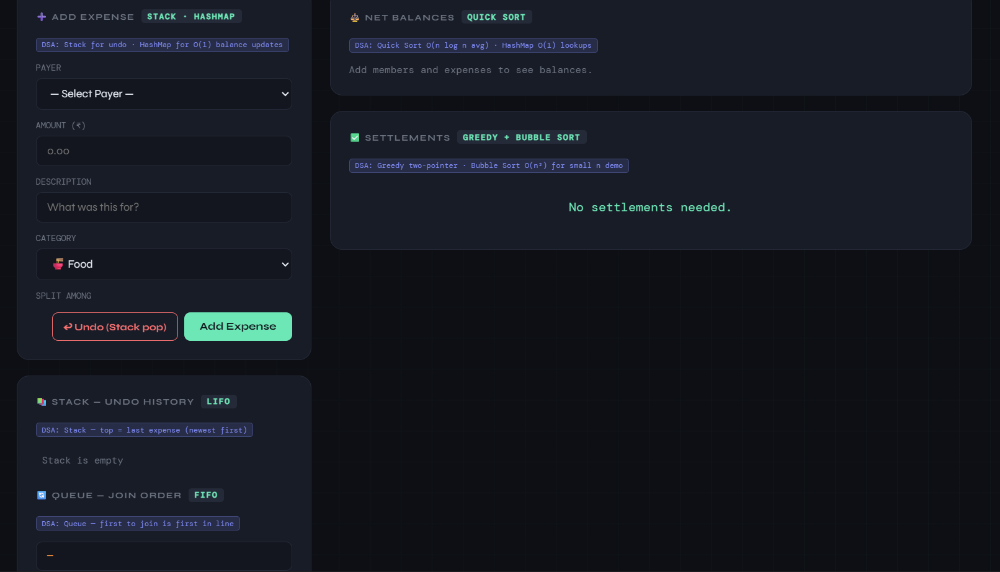 ADD EXPENSE STACK · HASHMAP
DSA: Stack for undo · HashMap for O(1) balance updates
PAYER
— Select Payer —
AMOUNT (₹)
0.00
DESCRIPTION
What was this for?
CATEGORY
Food
SPLIT AMONG
↩ Undo (Stack pop)
Add Expense
STACK — UNDO HISTORY LIFO
DSA: Stack — top = last expense (newest first)
Stack is empty
QUEUE — JOIN ORDER FIFO
DSA: Queue — first to join is first in line
—
NET BALANCES QUICK SORT
DSA: Quick Sort O(n log n avg) · HashMap O(1) lookups
Add members and expenses to see balances.
SETTLEMENTS GREEDY + BUBBLE SORT
DSA: Greedy two-pointer · Bubble Sort O(n²) for small n demo
No settlements needed.